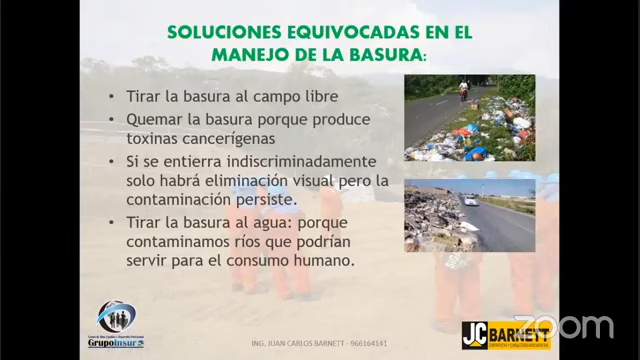 SOLUCIONES EQUIVOCADAS EN EL
MANEJO DE LA BASURA:
• Tirar la basura al campo libre
• Quemar la basura porque produce
toxinas cancerígenas
• Si se entierra indiscriminadamente
solo habrá eliminación visual pero la
contaminación persiste.
• Tirar la basura al agua: porque
contaminamos ríos que podrían
servir para el consumo humano.
GrupoInsur
ING. JUAN CARLOS BARNETT - 966164141
JC BARNETT
zoom